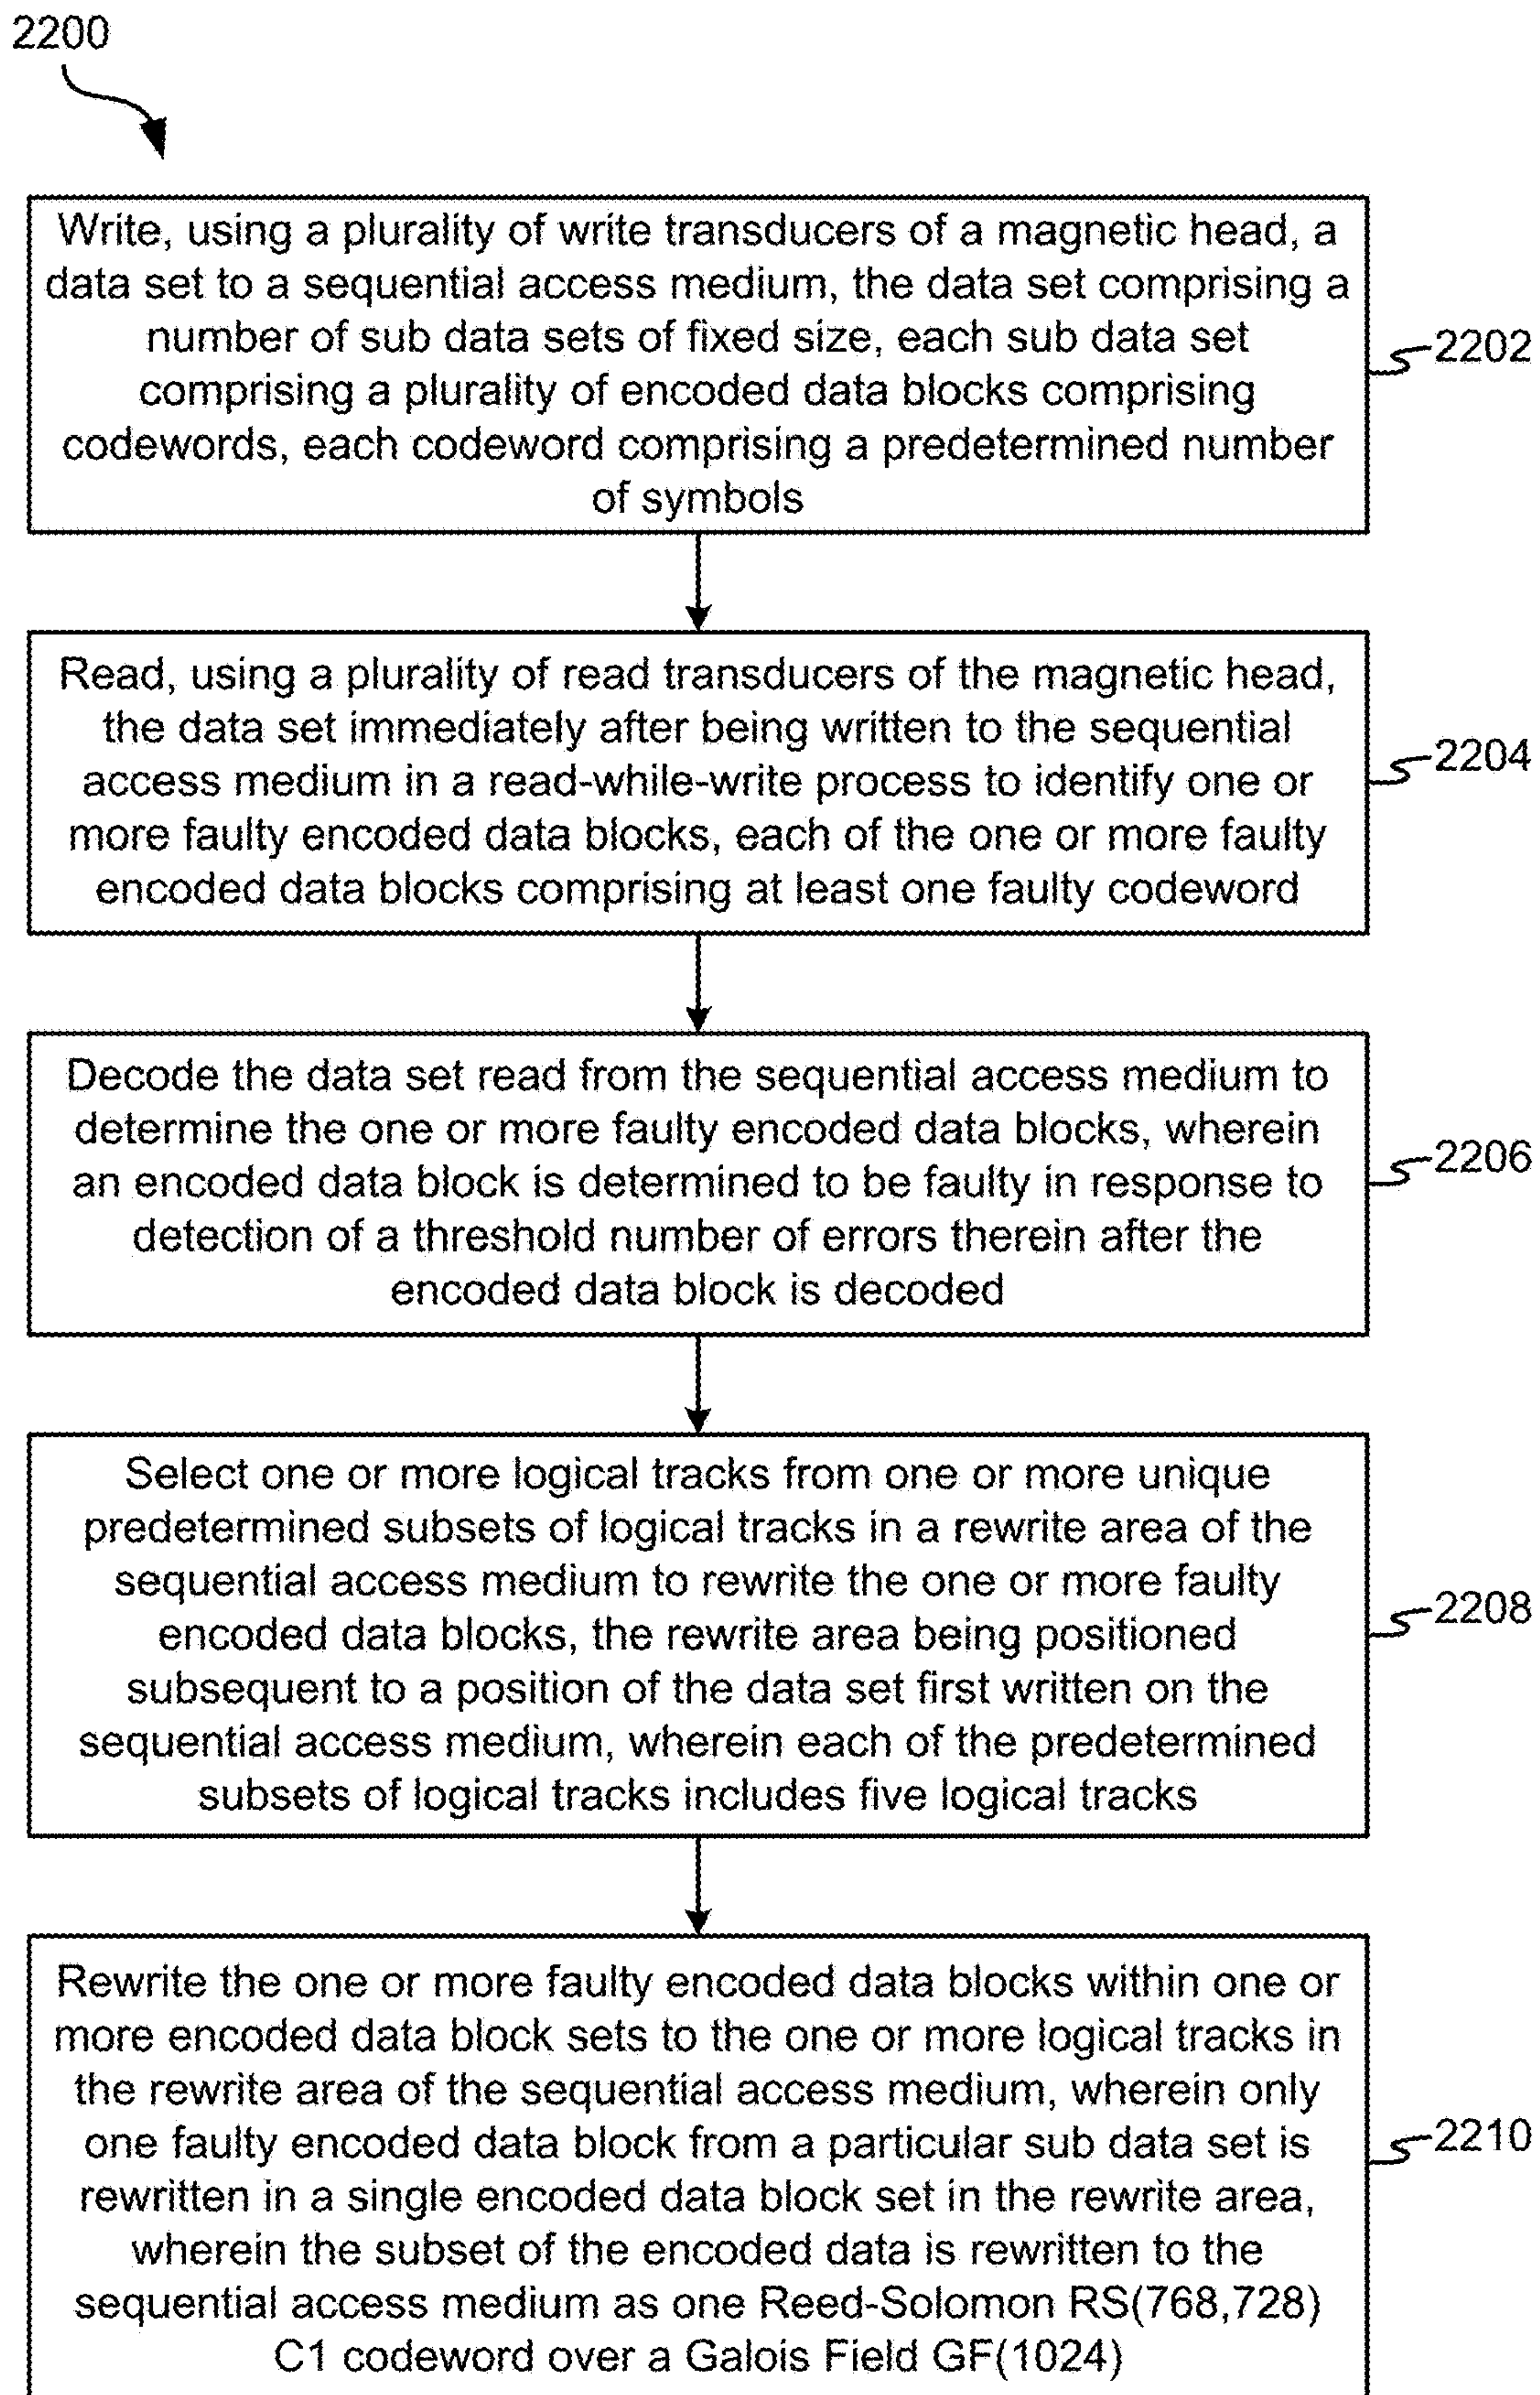 2200
Write, using a plurality of write transducers of a magnetic head, a
data set to a sequential access medium, the data set comprising a
number of sub data sets of fixed size, each sub data set
comprising a plurality of encoded data blocks comprising
codewords, each codeword comprising a predetermined number
of symbols
2202
Read, using a plurality of read transducers of the magnetic head,
the data set immediately after being written to the sequential
access medium in a read-while-write process to identify one or
more faulty encoded data blocks, each of the one or more faulty
encoded data blocks comprising at least one faulty codeword
2204
Decode the data set read from the sequential access medium to
determine the one or more faulty encoded data blocks, wherein
an encoded data block is determined to be faulty in response to
detection of a threshold number of errors therein after the
encoded data block is decoded
2206
Select one or more logical tracks from one or more unique
predetermined subsets of logical tracks in a rewrite area of the
sequential access medium to rewrite the one or more faulty
encoded data blocks, the rewrite area being positioned
subsequent to a position of the data set first written on the
sequential access medium, wherein each of the predetermined
subsets of logical tracks includes five logical tracks
2208
Rewrite the one or more faulty encoded data blocks within one or
more encoded data block sets to the one or more logical tracks in
the rewrite area of the sequential access medium, wherein only
one faulty encoded data block from a particular sub data set is
rewritten in a single encoded data block set in the rewrite area,
wherein the subset of the encoded data is rewritten to the
sequential access medium as one Reed-Solomon RS(768,728)
C1 codeword over a Galois Field GF(1024)
2210